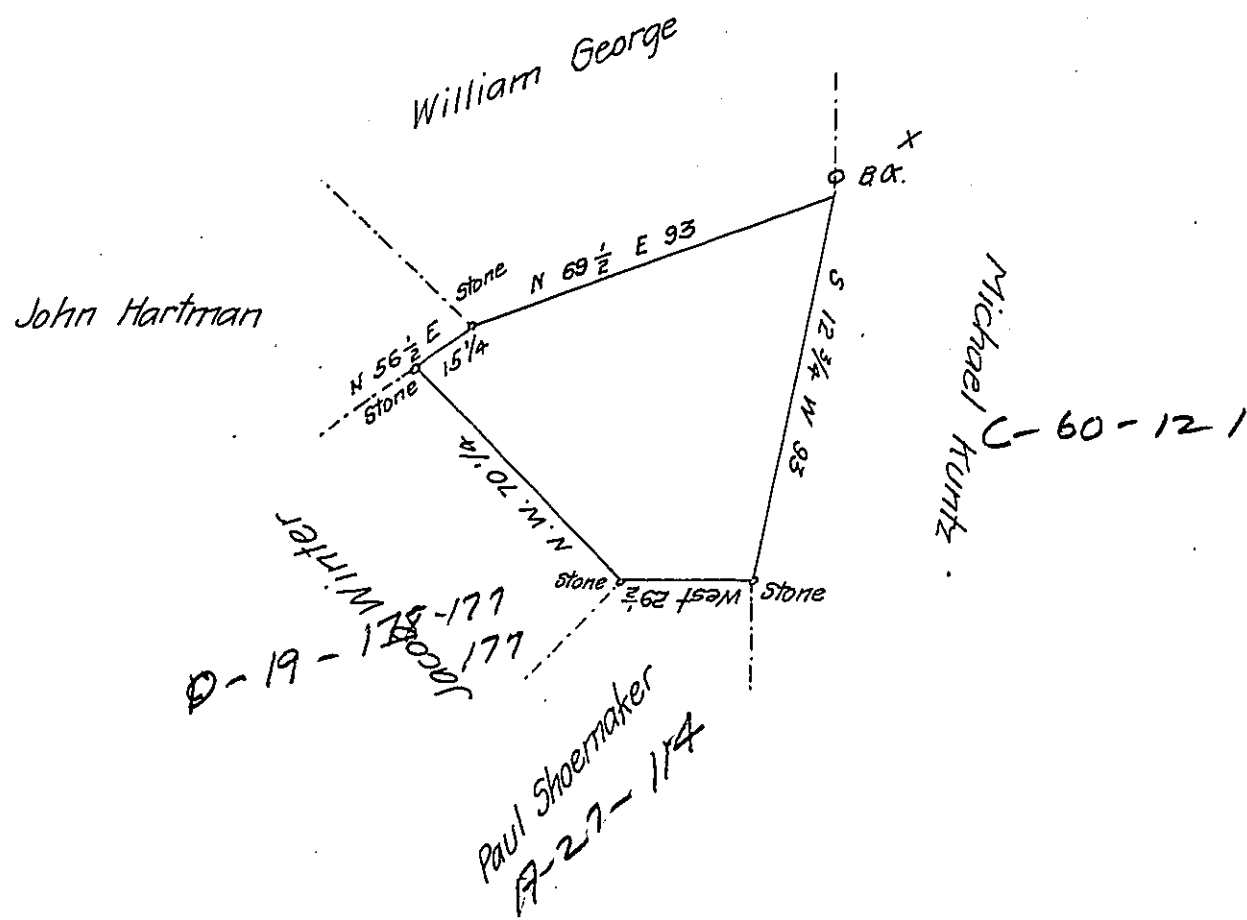 William George
X
B.O.
Stone
N 69 1/2 E 93
John Hartman
N 56 1/2 E
15 1/4
Stone
S 12 3/4 W 93
Michael Kuntz
C-60-121
N.W. 70 1/4
Stone
West 29 1/2
Stone
Jacob Winter
D-19-178-177
177
Paul Shoemaker
A-27-114